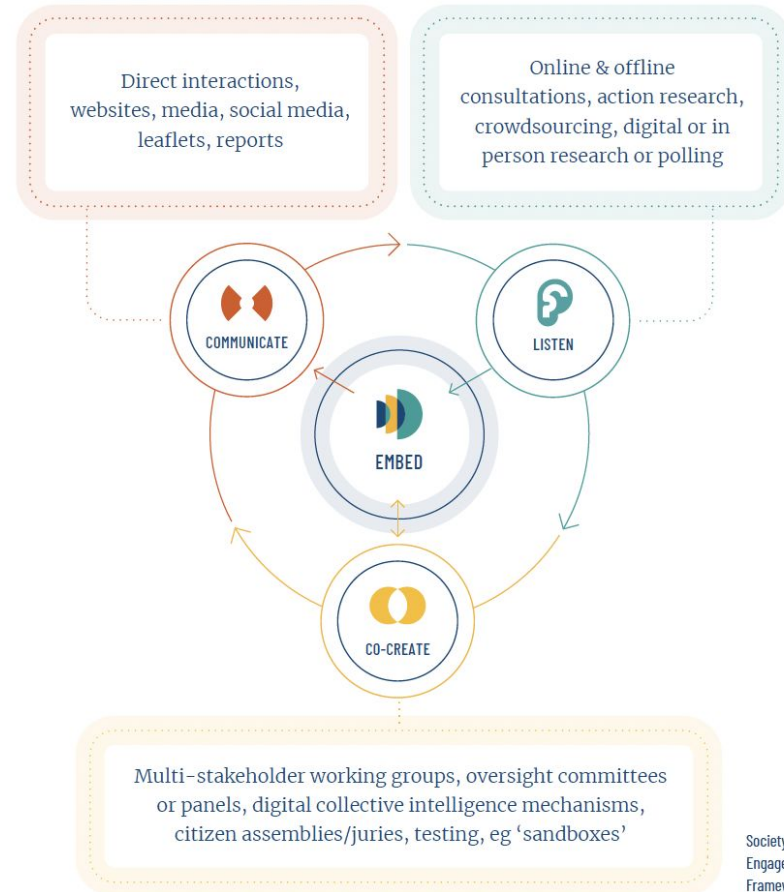 Direct interactions,
websites, media, social media,
leaflets, reports
Online & offline
consultations, action research,
crowdsourcing, digital or in
person research or polling
COMMUNICATE
LISTEN
EMBED
CO-CREATE
Multi-stakeholder working groups, oversight committees
or panels, digital collective intelligence mechanisms,
citizen assemblies/juries, testing, eg ‘sandboxes’
Society